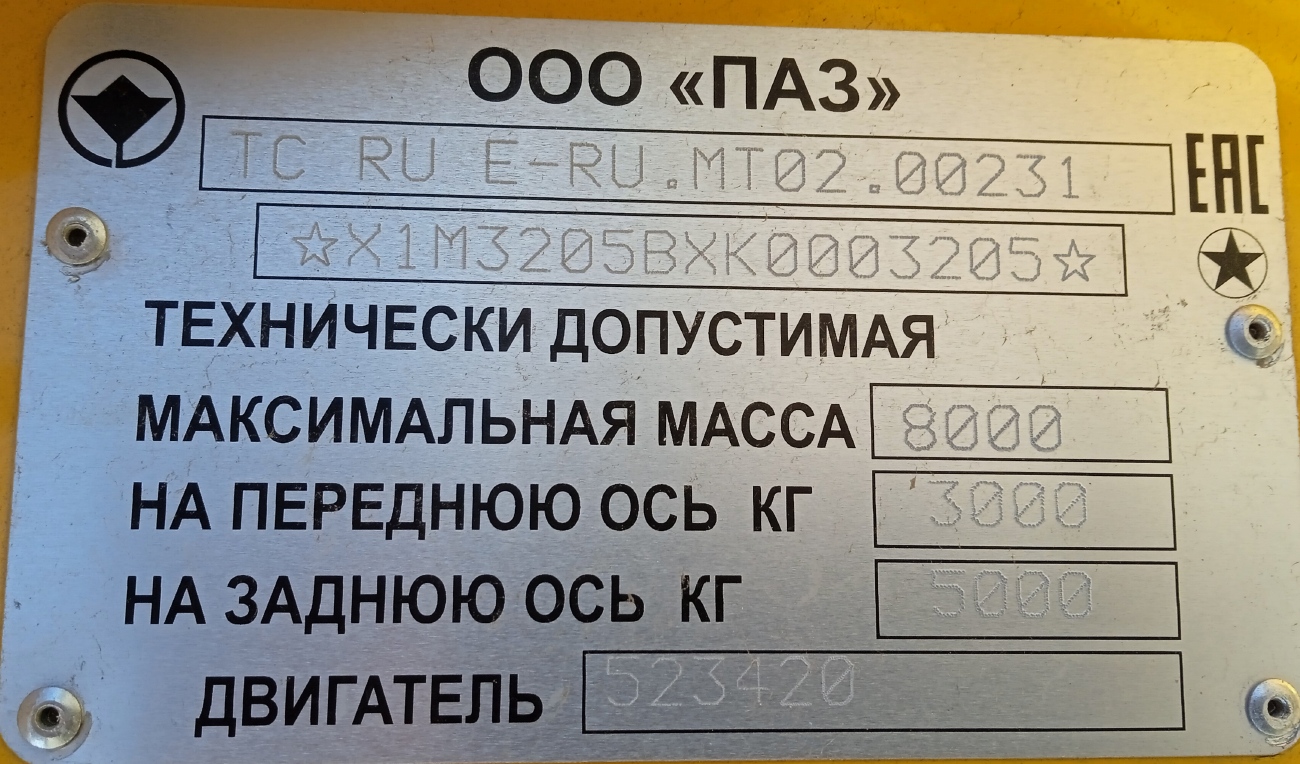 ООО «ПАЗ»
TC RU E-RU.MT02.00231
EAC
☆X1M3205BXK0003205☆
ТЕХНИЧЕСКИ ДОПУСТИМАЯ
МАКСИМАЛЬНАЯ МАССА 8000
НА ПЕРЕДНЮЮ ОСЬ КГ 3000
НА ЗАДНЮЮ ОСЬ КГ 5000
ДВИГАТЕЛЬ 523420